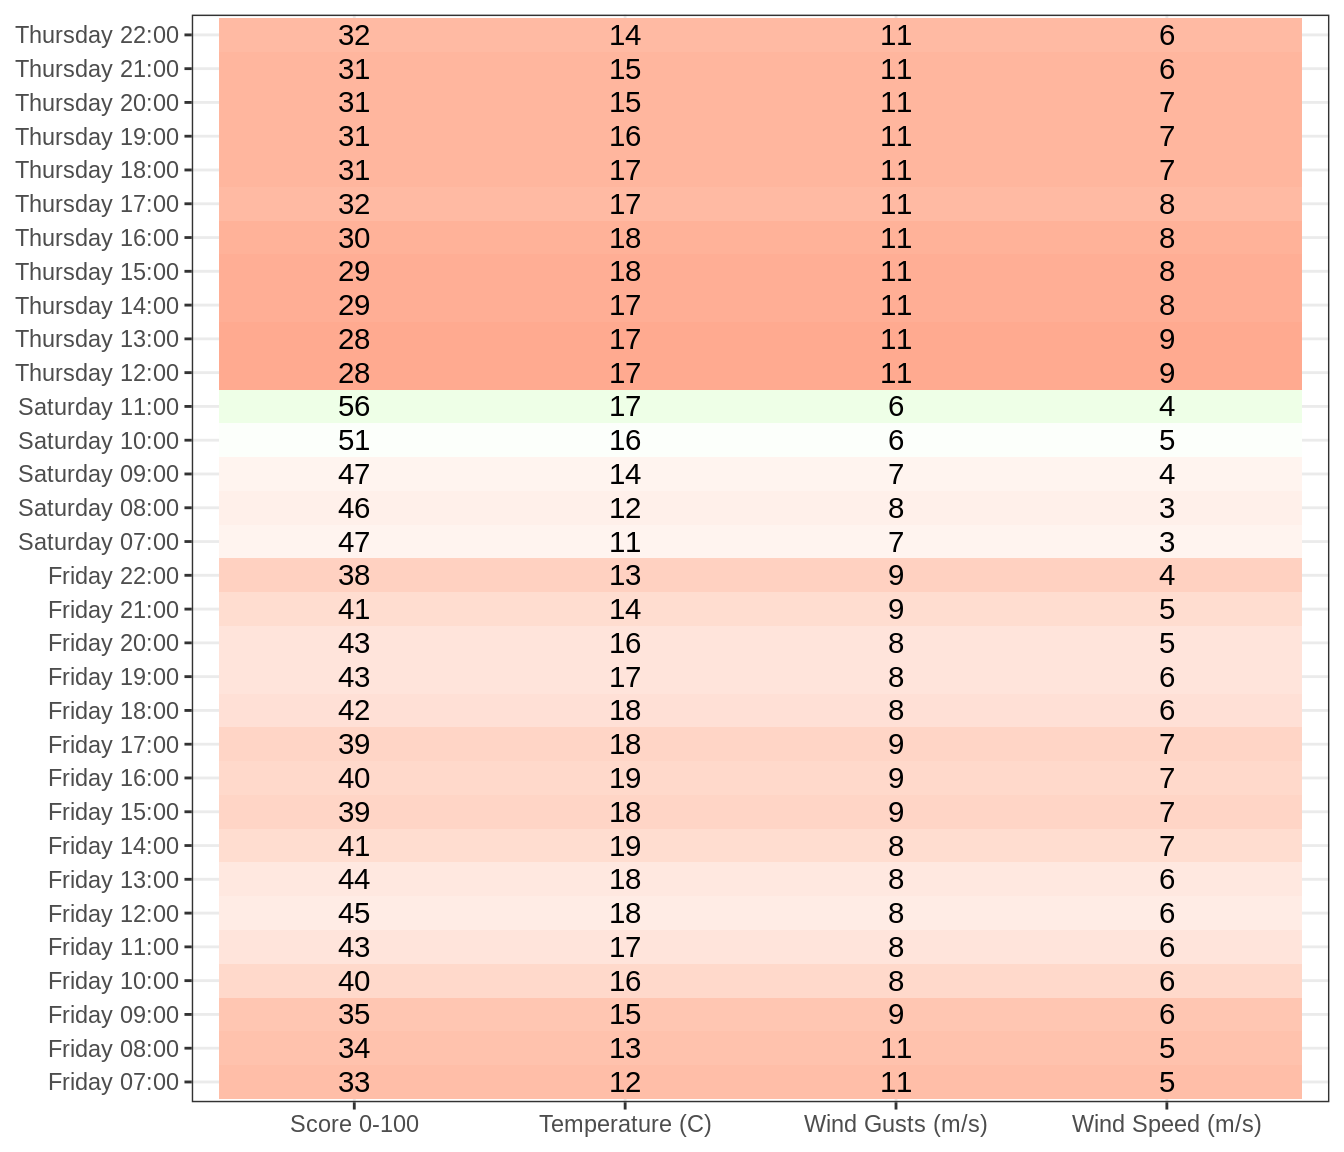 Thursday 22:00 32 14 11 6
Thursday 21:00 31 15 11 6
Thursday 20:00 31 15 11 7
Thursday 19:00 31 16 11 7
Thursday 18:00 31 17 11 7
Thursday 17:00 32 17 11 8
Thursday 16:00 30 18 11 8
Thursday 15:00 29 18 11 8
Thursday 14:00 29 17 11 8
Thursday 13:00 28 17 11 9
Thursday 12:00 28 17 11 9
Saturday 11:00 56 17 6 4
Saturday 10:00 51 16 6 5
Saturday 09:00 47 14 7 4
Saturday 08:00 46 12 8 3
Saturday 07:00 47 11 7 3
Friday 22:00 38 13 9 4
Friday 21:00 41 14 9 5
Friday 20:00 43 16 8 5
Friday 19:00 43 17 8 6
Friday 18:00 42 18 8 6
Friday 17:00 39 18 9 7
Friday 16:00 40 19 9 7
Friday 15:00 39 18 9 7
Friday 14:00 41 19 8 7
Friday 13:00 44 18 8 6
Friday 12:00 45 18 8 6
Friday 11:00 43 17 8 6
Friday 10:00 40 16 8 6
Friday 09:00 35 15 9 6
Friday 08:00 34 13 11 5
Friday 07:00 33 12 11 5
Score 0-100 Temperature (C) Wind Gusts (m/s) Wind Speed (m/s)